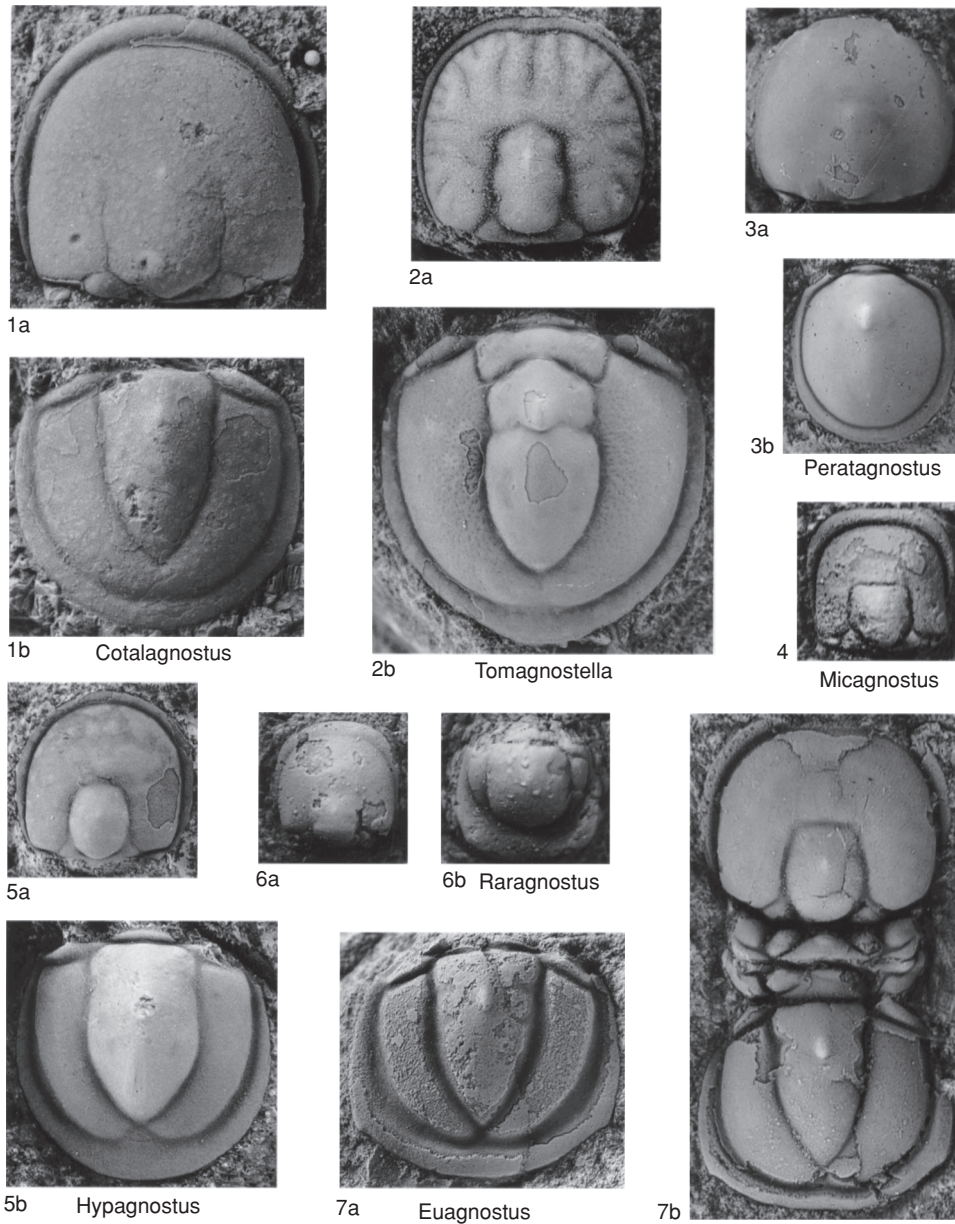 1a
2a
3a
3b
Peratagnostus
1b
Cotalagnostus
2b
Tomagnostella
4
Micagnostus
5a
6a
6b
Raragnostus
5b
Hypagnostus
7a
Euagnostus
7b